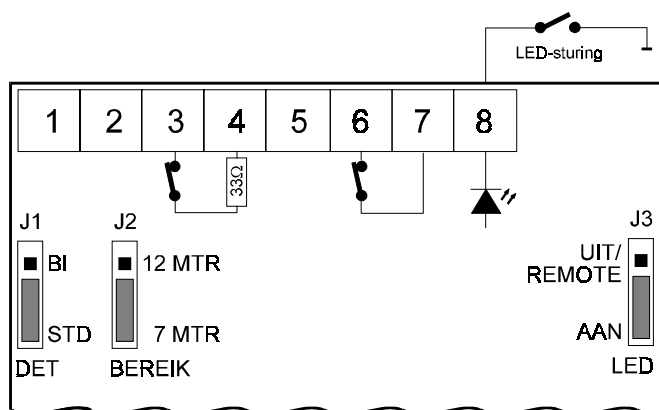 LED-sturing
1 2 3 4 5 6 7 8
33Ω
J1 J2 J3
BI 12 MTR UIT/
REMOTE
STD 7 MTR AAN
DET BEREIK LED